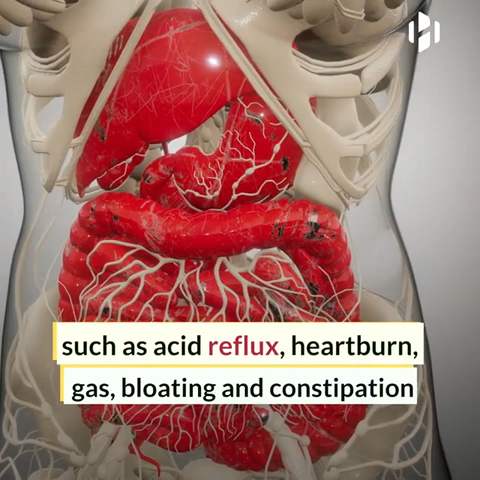 such as acid reflux, heartburn,
gas, bloating and constipation